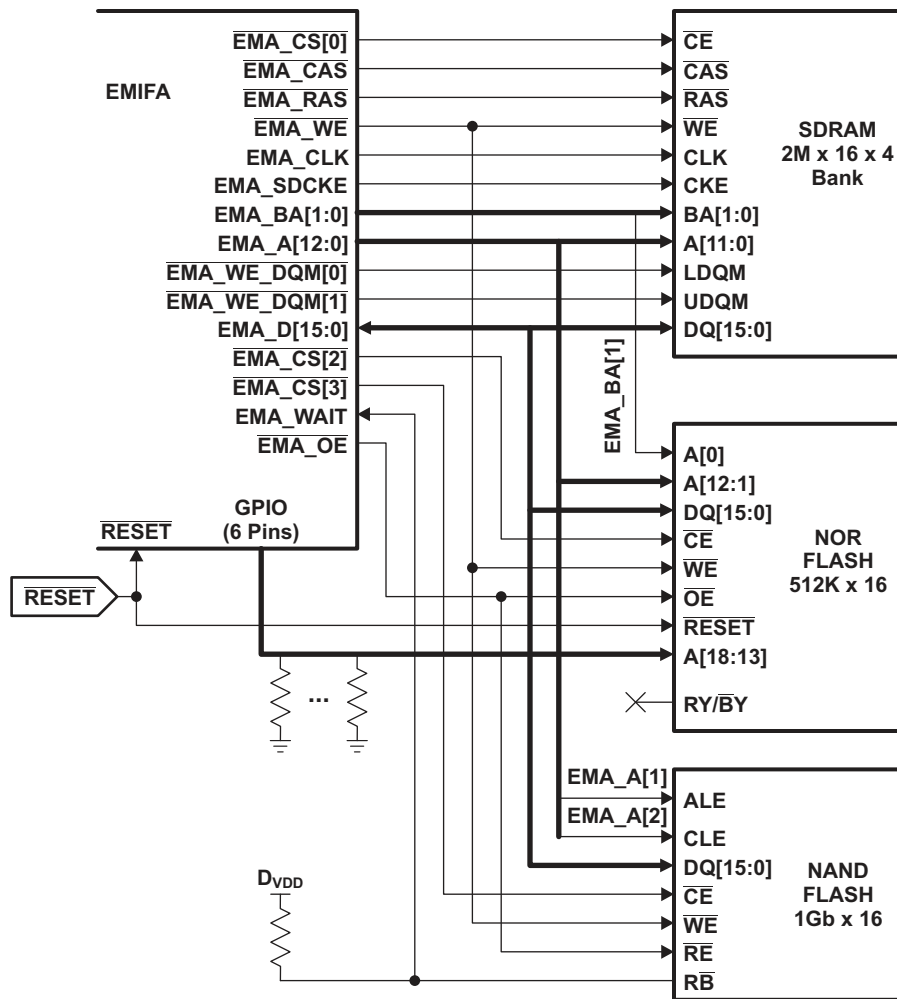 EMIFA
EMA_CS[0]
EMA_CAS
EMA_RAS
EMA_WE
EMA_CLK
EMA_SDCKE
EMA_BA[1:0]
EMA_A[12:0]
EMA_WE_DQM[0]
EMA_WE_DQM[1]
EMA_D[15:0]
EMA_CS[2]
EMA_CS[3]
EMA_WAIT
EMA_OE
GPIO
(6 Pins)
RESET
RESET
CE
CAS
RAS
WE
CLK
CKE
BA[1:0]
A[11:0]
LDQM
UDQM
DQ[15:0]
SDRAM
2M x 16 x 4
Bank
EMA_BA[1]
A[0]
A[12:1]
DQ[15:0]
CE
WE
OE
RESET
A[18:13]
RY/BY
NOR
FLASH
512K x 16
...
EMA_A[1]
EMA_A[2]
ALE
CLE
DQ[15:0]
CE
WE
RE
RB
NAND
FLASH
1Gb x 16
DVDD